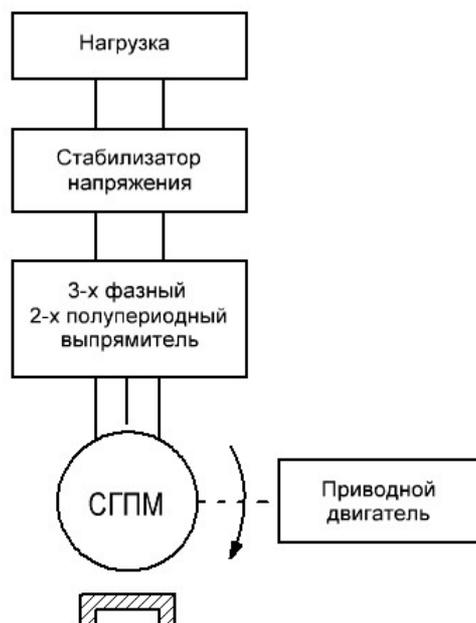 Нагрузка
Стабилизатор
напряжения
3-х фазный
2-х полупериодный
выпрямитель
СГПМ
Приводной
двигатель